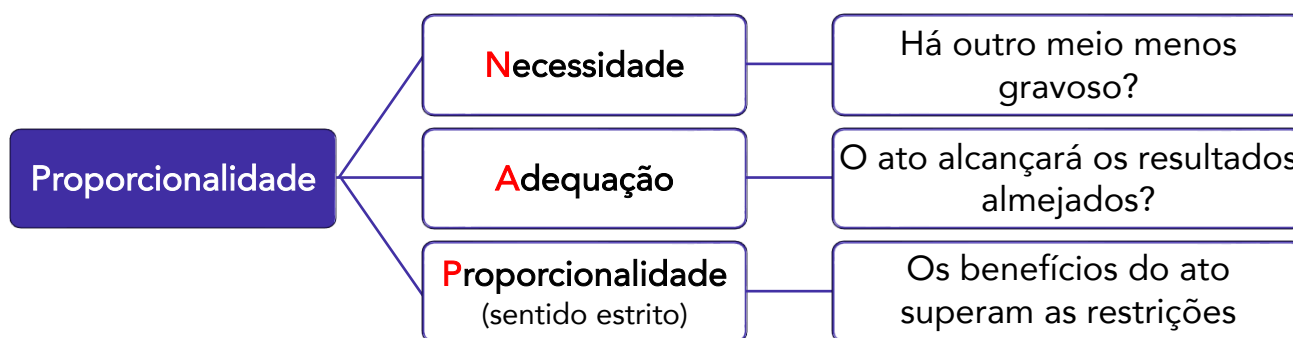 Proporcionalidade
Necessidade
Há outro meio menos
gravoso?
Adequação
O ato alcançará os resultados
almejados?
Proporcionalidade
(sentido estrito)
Os benefícios do ato
superam as restrições